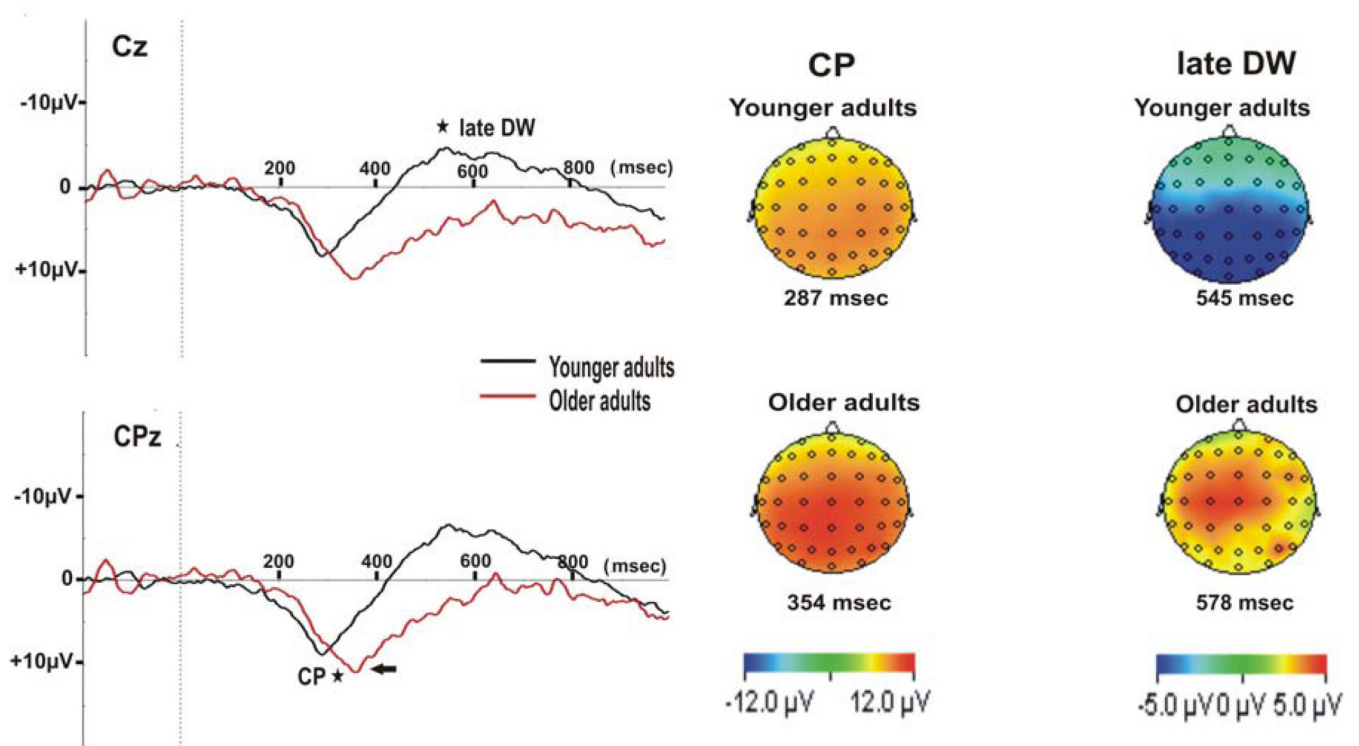 Cz
-10µV
0
+10µV
★ late DW
200 400 600 800 (msec)
Younger adults
Older adults
CPz
-10µV
0
+10µV
200 400 600 800 (msec)
CP ★
CP
Younger adults
287 msec
Older adults
354 msec
-12.0 µV 12.0 µV
late DW
Younger adults
545 msec
Older adults
578 msec
-5.0 µV 0 µV 5.0 µV